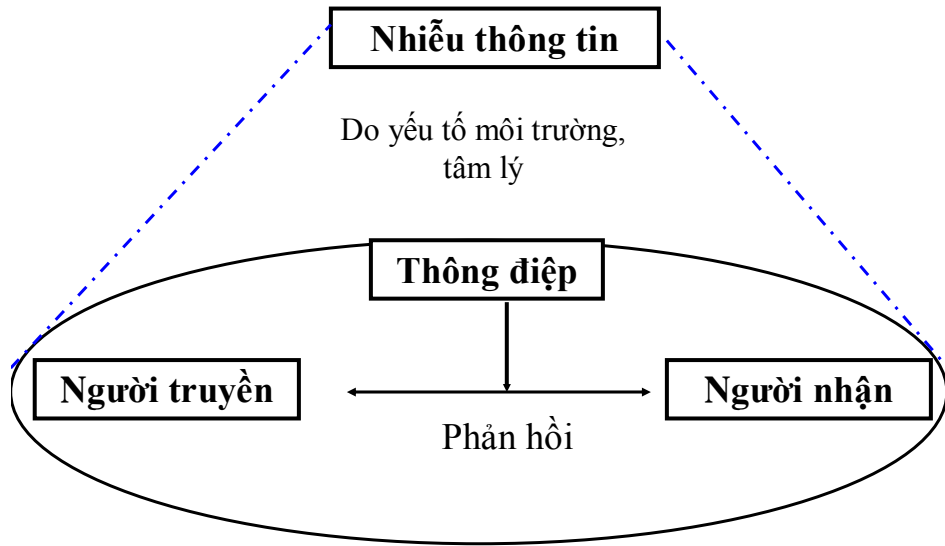 Nhiễu thông tin
Do yếu tố môi trường,
tâm lý
Thông điệp
Người truyền
Người nhận
Phản hồi